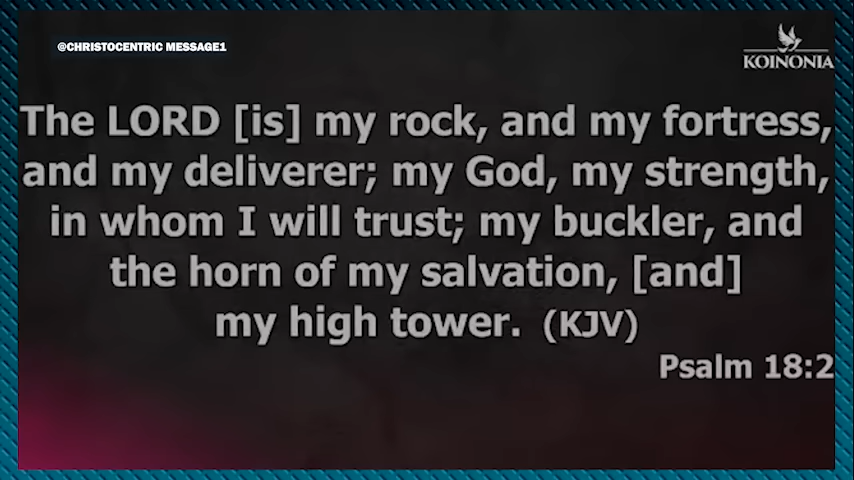 @CHRISTOCENTRIC MESSAGE1
KOINONIA
The LORD [is] my rock, and my fortress,
and my deliverer; my God, my strength,
in whom I will trust; my buckler, and
the horn of my salvation, [and]
my high tower. (KJV)
Psalm 18:2